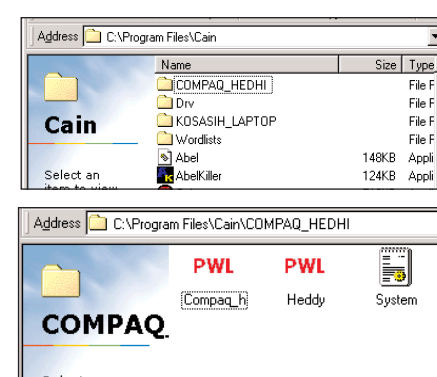 Address C:\Program Files\Cain
Name Size Type
COMPAQ_HEDHI File F
Drv File F
Cain
KOSASIH_LAPTOP File F
Wordlists File F
Abel 148KB Appli
Select an
AbelKiller 124KB Appli
item to view
Address C:\Program Files\Cain\COMPAQ_HEDHI
PWL PWL
Compaq_h Heddy System
COMPAQ_